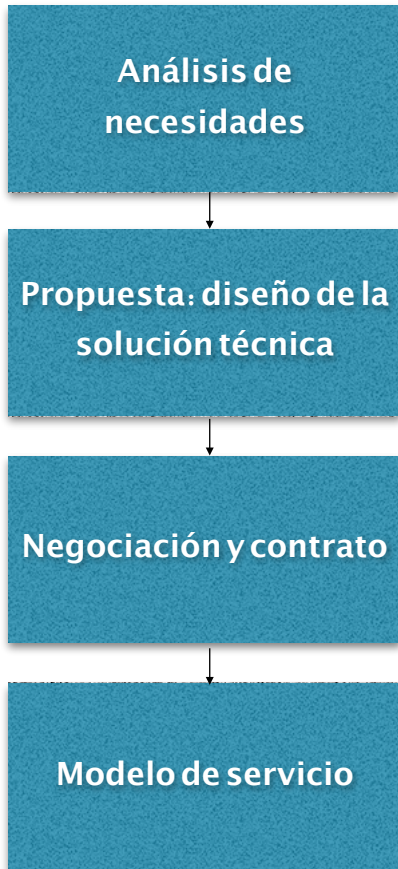 Análisis de
necesidades
Propuesta: diseño de la
solución técnica
Negociación y contrato
Modelo de servicio